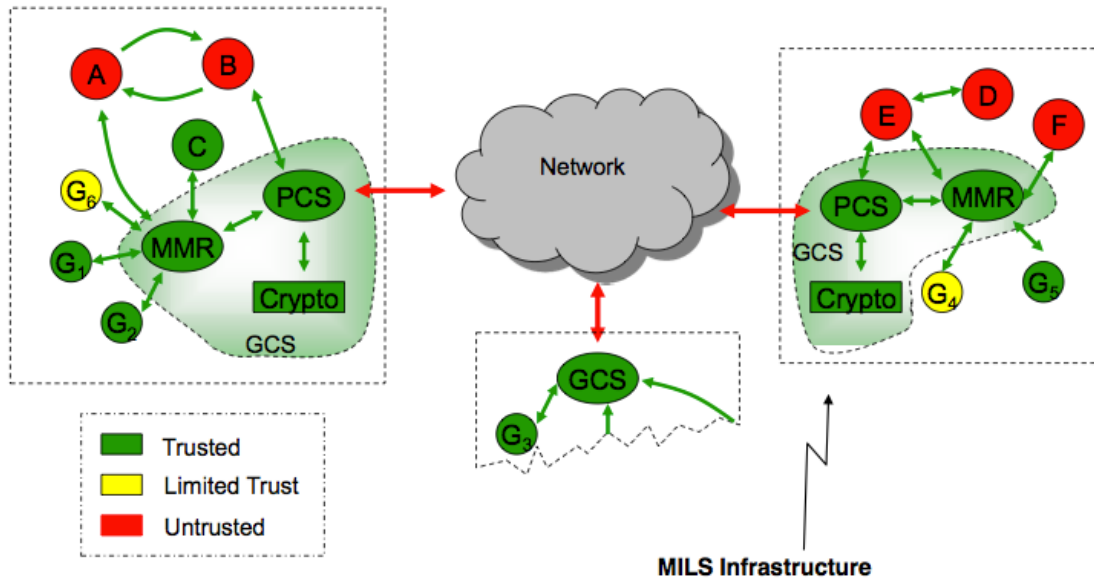 A
B
C
G6
PCS
MMR
G1
G2
Crypto
GCS
Network
E
D
F
PCS
MMR
GCS
Crypto
G4
G5
GCS
G3
Trusted
Limited Trust
Untrusted
MILS Infrastructure